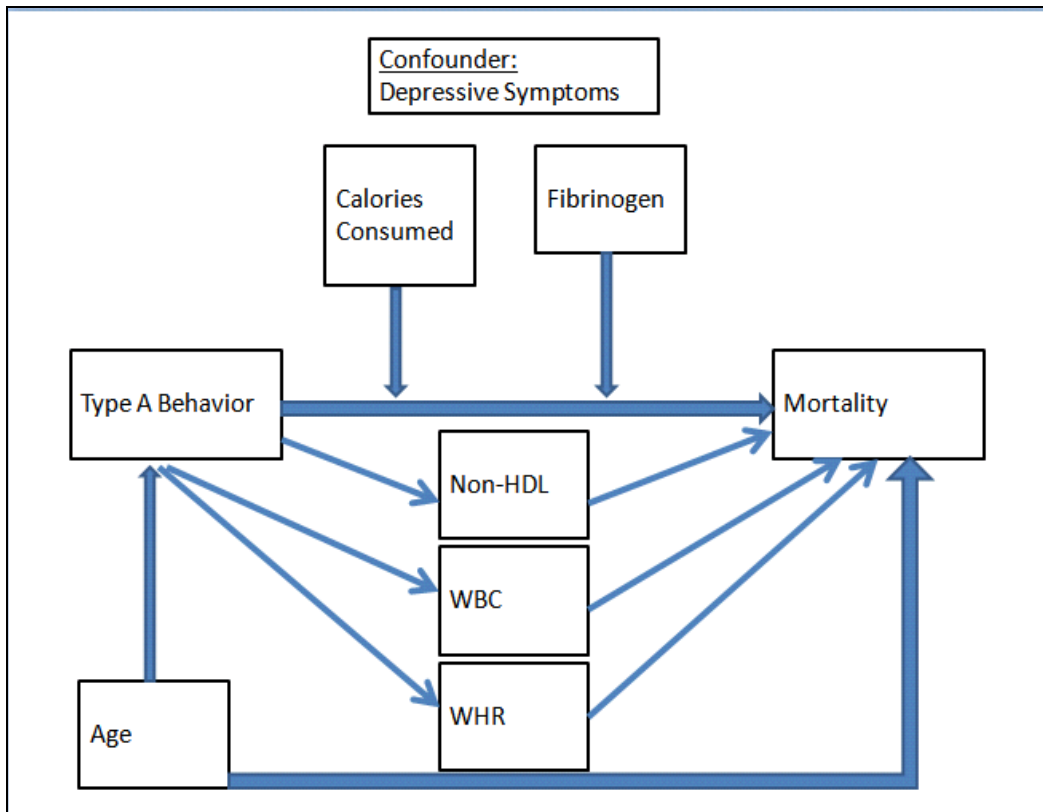 Confounder:
Depressive Symptoms
Calories
Consumed
Fibrinogen
Type A Behavior
Mortality
Non-HDL
WBC
WHR
Age